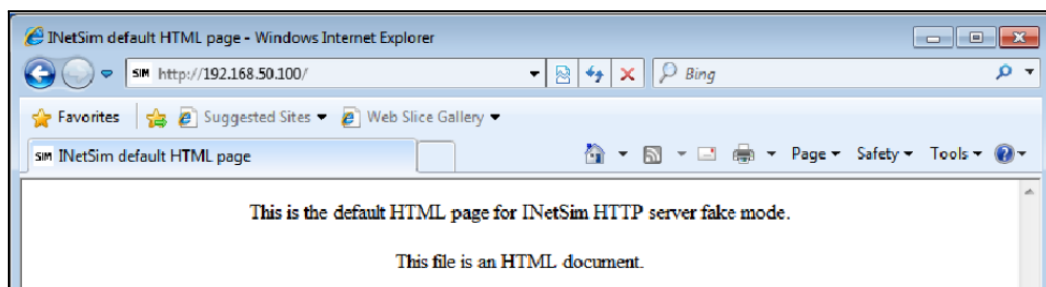 INetSim default HTML page - Windows Internet Explorer
SIM http://192.168.50.100/ Bing
Favorites Suggested Sites Web Slice Gallery
SIM INetSim default HTML page Page Safety Tools
This is the default HTML page for INetSim HTTP server fake mode.
This file is an HTML document.